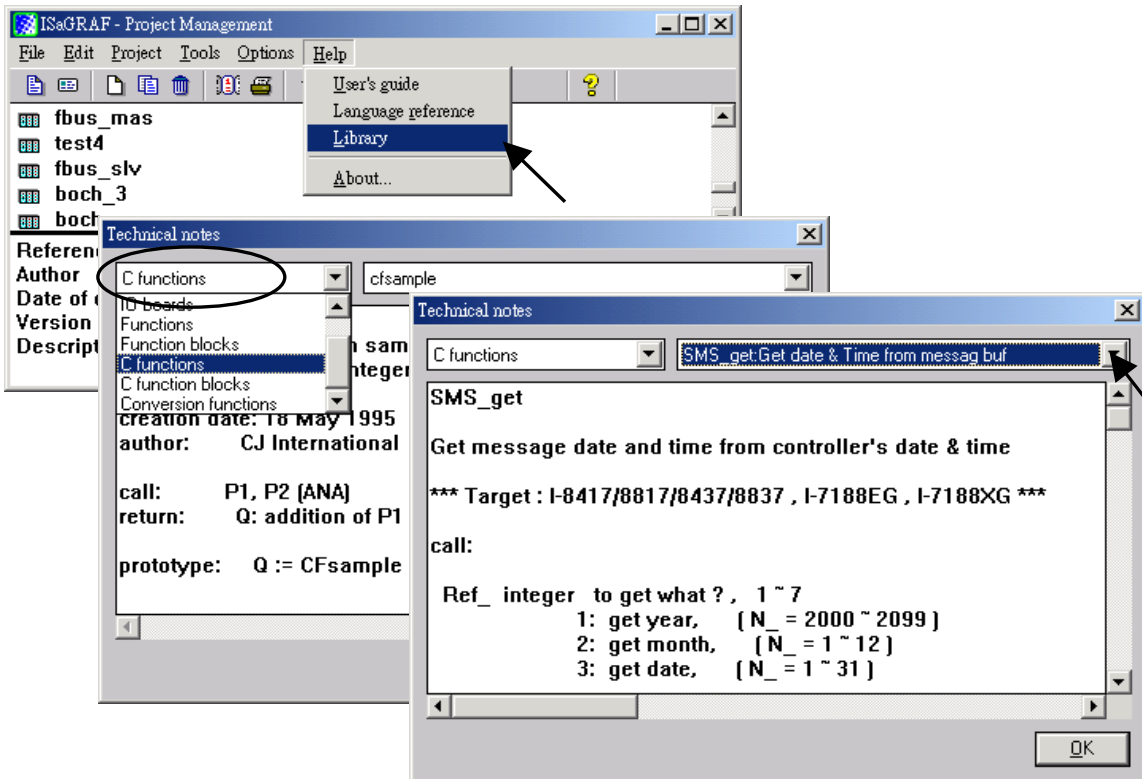 ISaGRAF - Project Management
File Edit Project Tools Options Help
User's guide
Language reference
Library
About...
fbus_mas
test4
fbus_slv
boch_3
boch
Referen
Author
Date of
Version
Descript
Technical notes
C functions cfsample
IO boards
Functions
Function blocks
C functions
C function blocks
Conversion functions
sam
nteger
creation date: 18 May 1995
author: CJ International
call: P1, P2 (ANA)
return: Q: addition of P1
prototype: Q := CFsample
Technical notes
C functions SMS_get:Get date & Time from messag buf
SMS_get
Get message date and time from controller's date & time
*** Target : I-8417/8817/8437/8837 , I-7188EG , I-7188XG ***
call:
Ref_ integer to get what ? , 1 ~ 7
1: get year, ( N_ = 2000 ~ 2099 )
2: get month, ( N_ = 1 ~ 12 )
3: get date, ( N_ = 1 ~ 31 )
OK